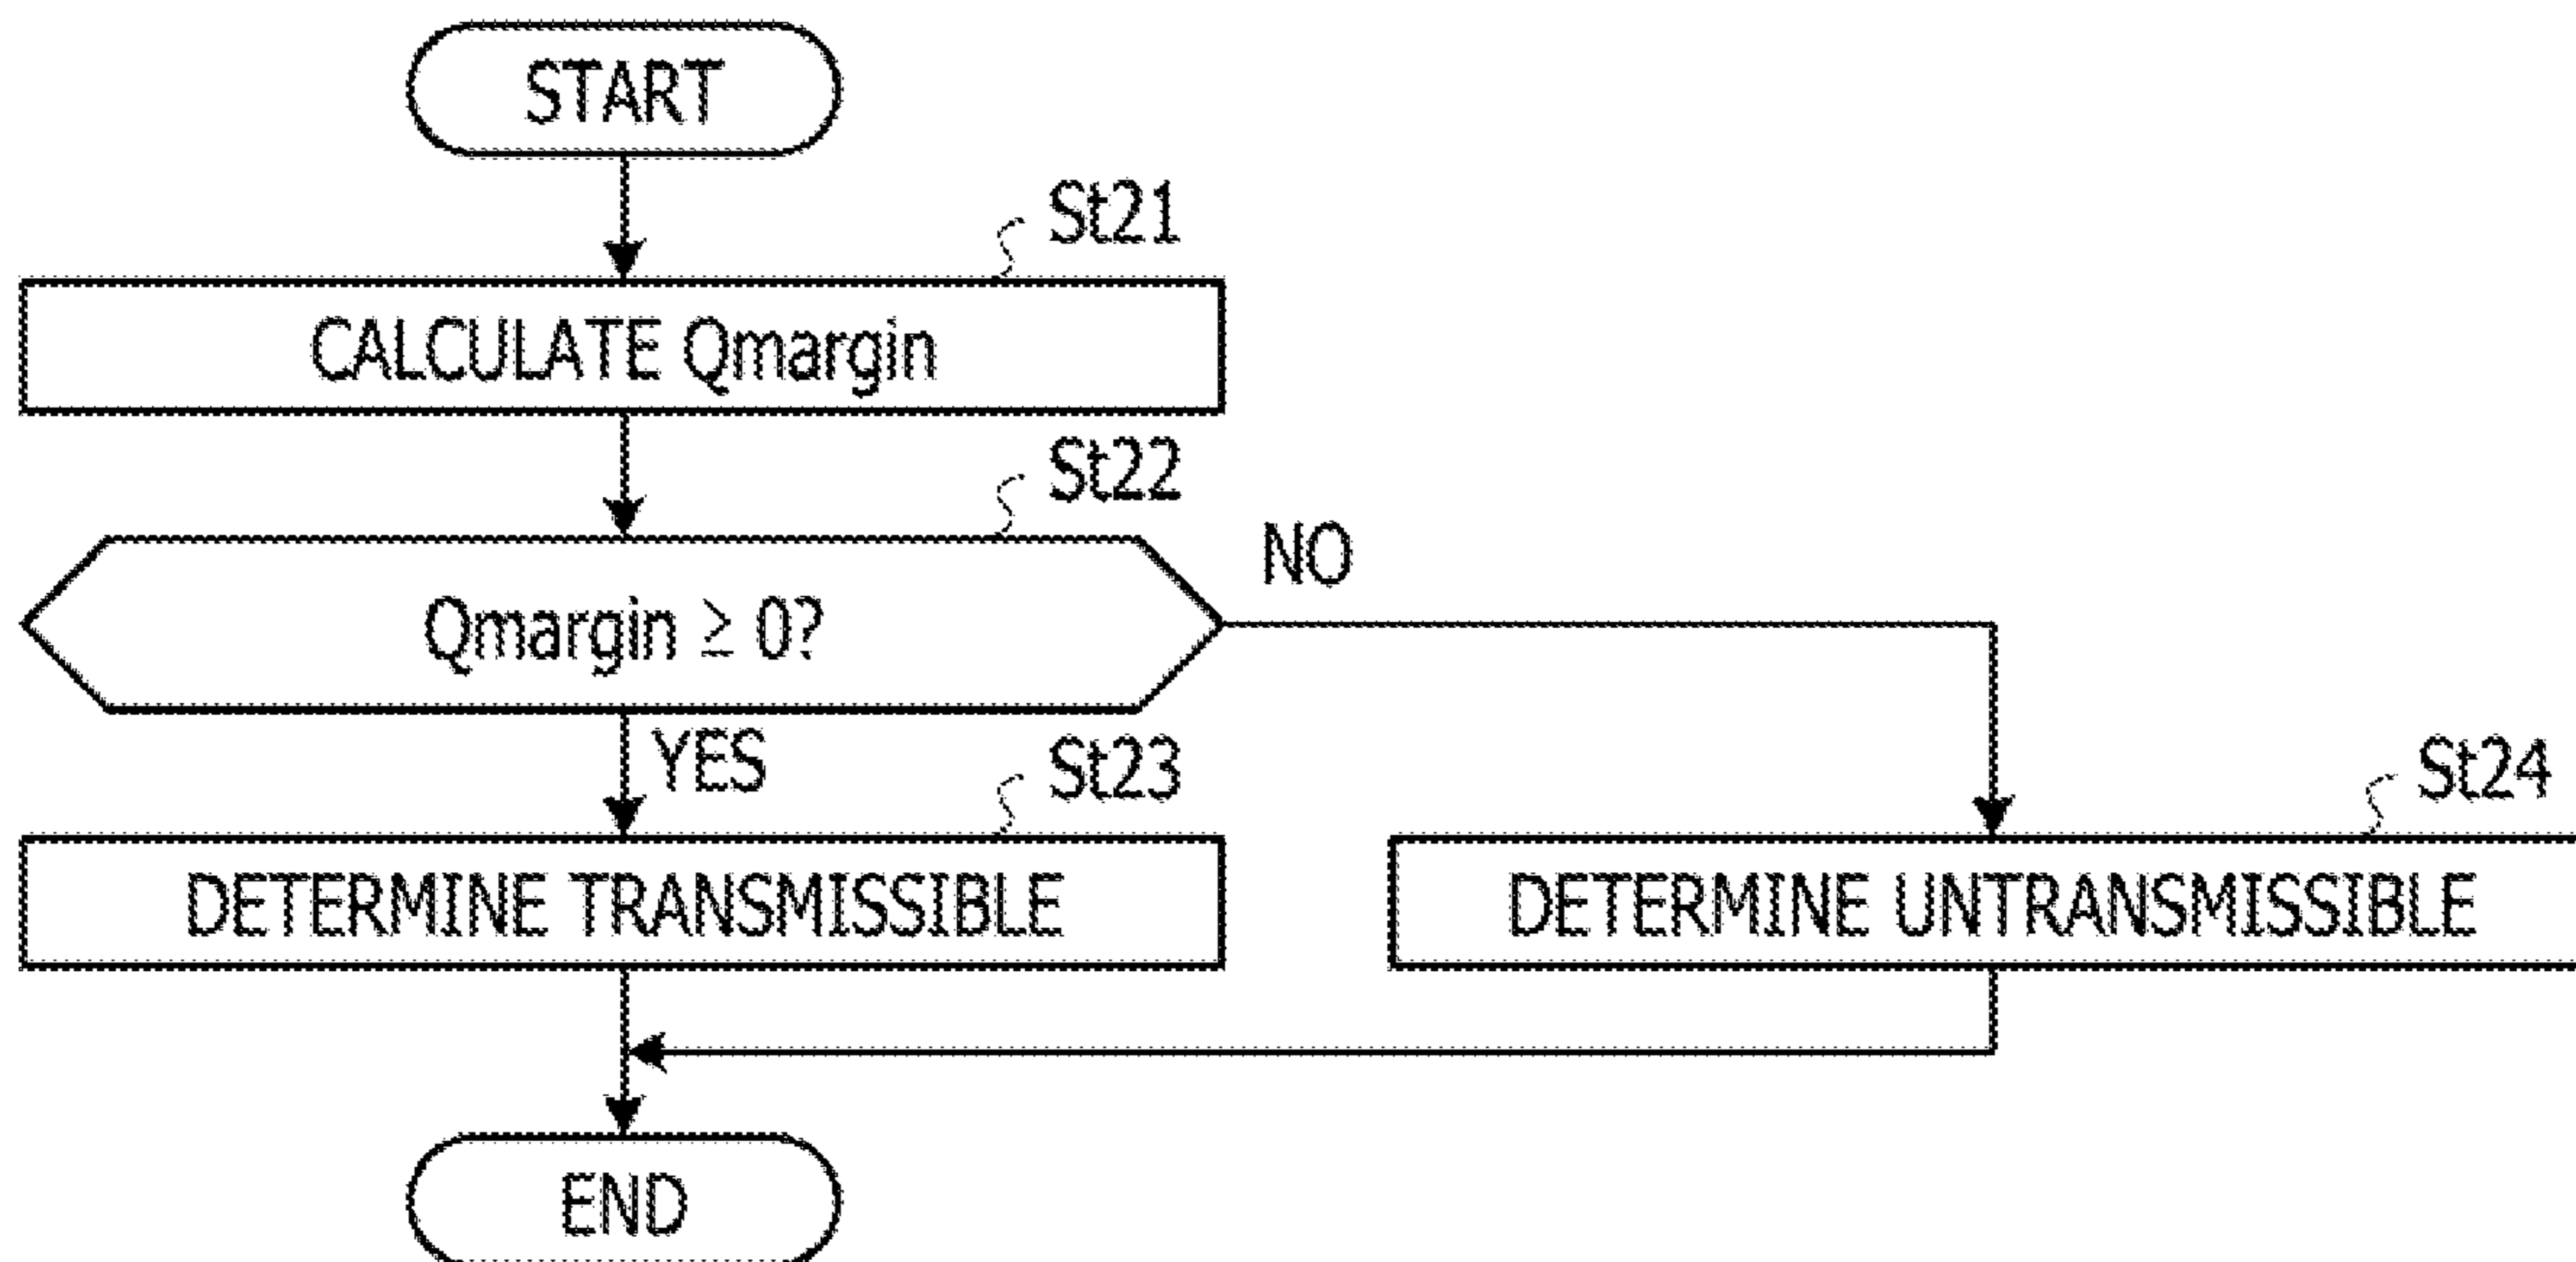 START
St21
CALCULATE Qmargin
St22
Qmargin ≥ 0?
NO
YES
St23
DETERMINE TRANSMISSIBLE
St24
DETERMINE UNTRANSMISSIBLE
END